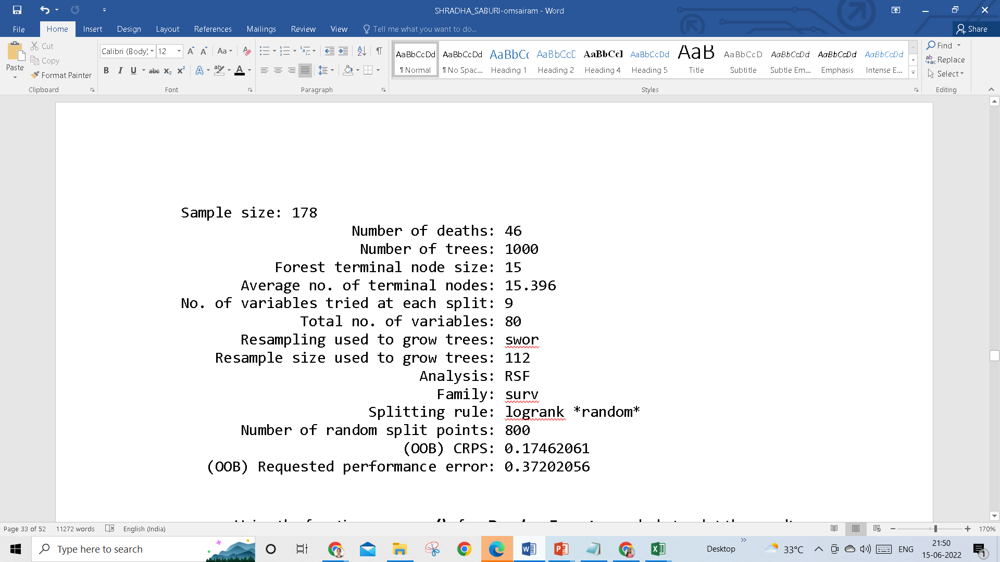 SHRADHA_SABURI-omsairam - Word
File Home Insert Design Layout References Mailings Review View Tell me what you want to do... Share
Paste
Cut
Copy
Format Painter
Calibri (Body) 12
AaBbCcDd AaBbCcDd AaBbCc AaBbCcD AaBbCcI AaBbCcDd AaB AaBbCcD AaBbCcDd AaBbCcDd AaBbCcDd
¶ Normal ¶ No Spac... Heading 1 Heading 2 Heading 4 Heading 5 Title Subtitle Subtle Em... Emphasis Intense E...
Find
Replace
Select
Clipboard Font Paragraph Styles Editing
Sample size: 178
Number of deaths: 46
Number of trees: 1000
Forest terminal node size: 15
Average no. of terminal nodes: 15.396
No. of variables tried at each split: 9
Total no. of variables: 80
Resampling used to grow trees: swor
Resample size used to grow trees: 112
Analysis: RSF
Family: surv
Splitting rule: logrank *random*
Number of random split points: 800
(OOB) CRPS: 0.17462061
(OOB) Requested performance error: 0.37202056
Page 33 of 52 11272 words English (India) 170%
Type here to search Desktop 33°C ENG 21:50
15-06-2022 1